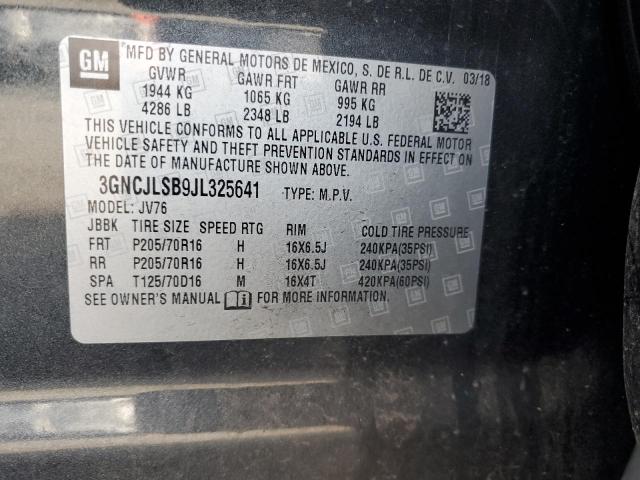 GM
MFD BY GENERAL MOTORS DE MEXICO, S. DE R.L. DE C.V. 03/18
GVWR GAWR FRT GAWR RR
1944 KG 1065 KG 995 KG
4286 LB 2348 LB 2194 LB
THIS VEHICLE CONFORMS TO ALL APPLICABLE U.S. FEDERAL MOTOR
VEHICLE SAFETY AND THEFT PREVENTION STANDARDS IN EFFECT ON
THE DATE OF MANUFACTURE SHOWN ABOVE.
3GNCJLSB9JL325641 TYPE: M.P.V.
MODEL: JV76
JBBK TIRE SIZE SPEED RTG RIM COLD TIRE PRESSURE
FRT P205/70R16 H 16X6.5J 240KPA(35PSI)
RR P205/70R16 H 16X6.5J 240KPA(35PSI)
SPA T125/70D16 M 16X4T 420KPA(60PSI)
SEE OWNER'S MANUAL FOR MORE INFORMATION.